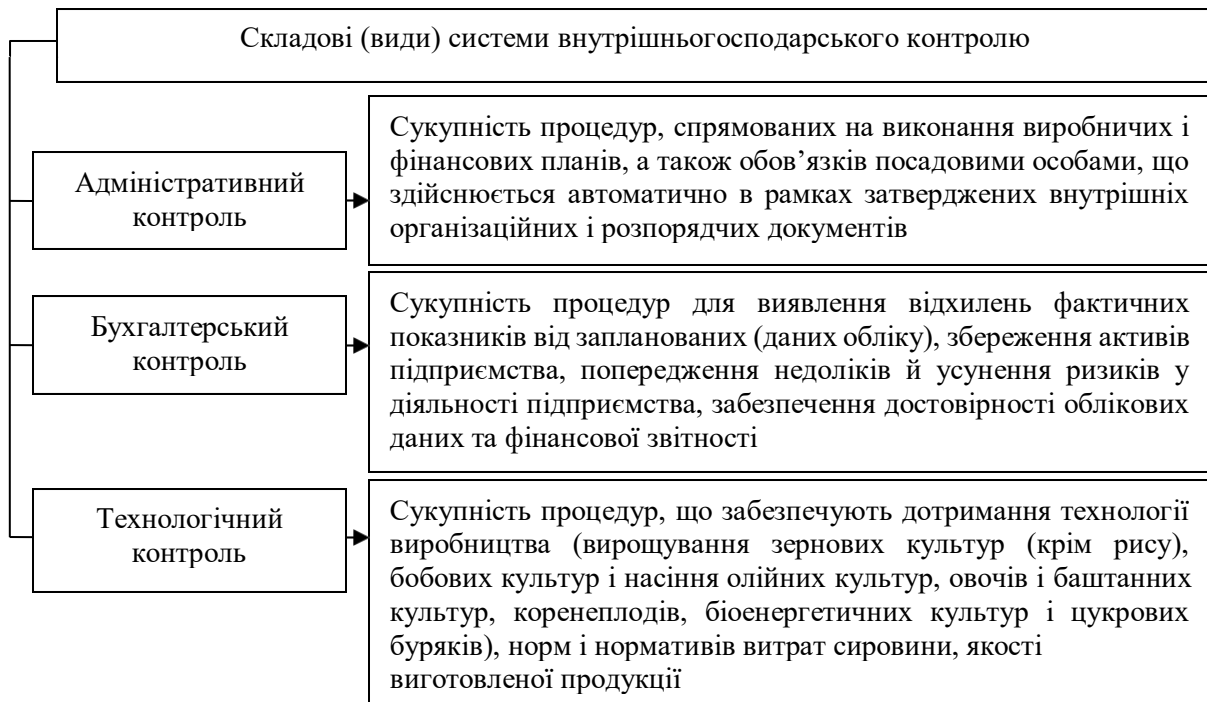 Складові (види) системи внутрішньогосподарського контролю
Адміністративний
контроль
Сукупність процедур, спрямованих на виконання виробничих і
фінансових планів, а також обов’язків посадовими особами, що
здійснюється автоматично в рамках затверджених внутрішніх
організаційних і розпорядчих документів
Бухгалтерський
контроль
Сукупність процедур для виявлення відхилень фактичних
показників від запланованих (даних обліку), збереження активів
підприємства, попередження недоліків й усунення ризиків у
діяльності підприємства, забезпечення достовірності облікових
даних та фінансової звітності
Технологічний
контроль
Сукупність процедур, що забезпечують дотримання технології
виробництва (вирощування зернових культур (крім рису),
бобових культур і насіння олійних культур, овочів і баштанних
культур, коренеплодів, біоенергетичних культур і цукрових
буряків), норм і нормативів витрат сировини, якості
виготовленої продукції